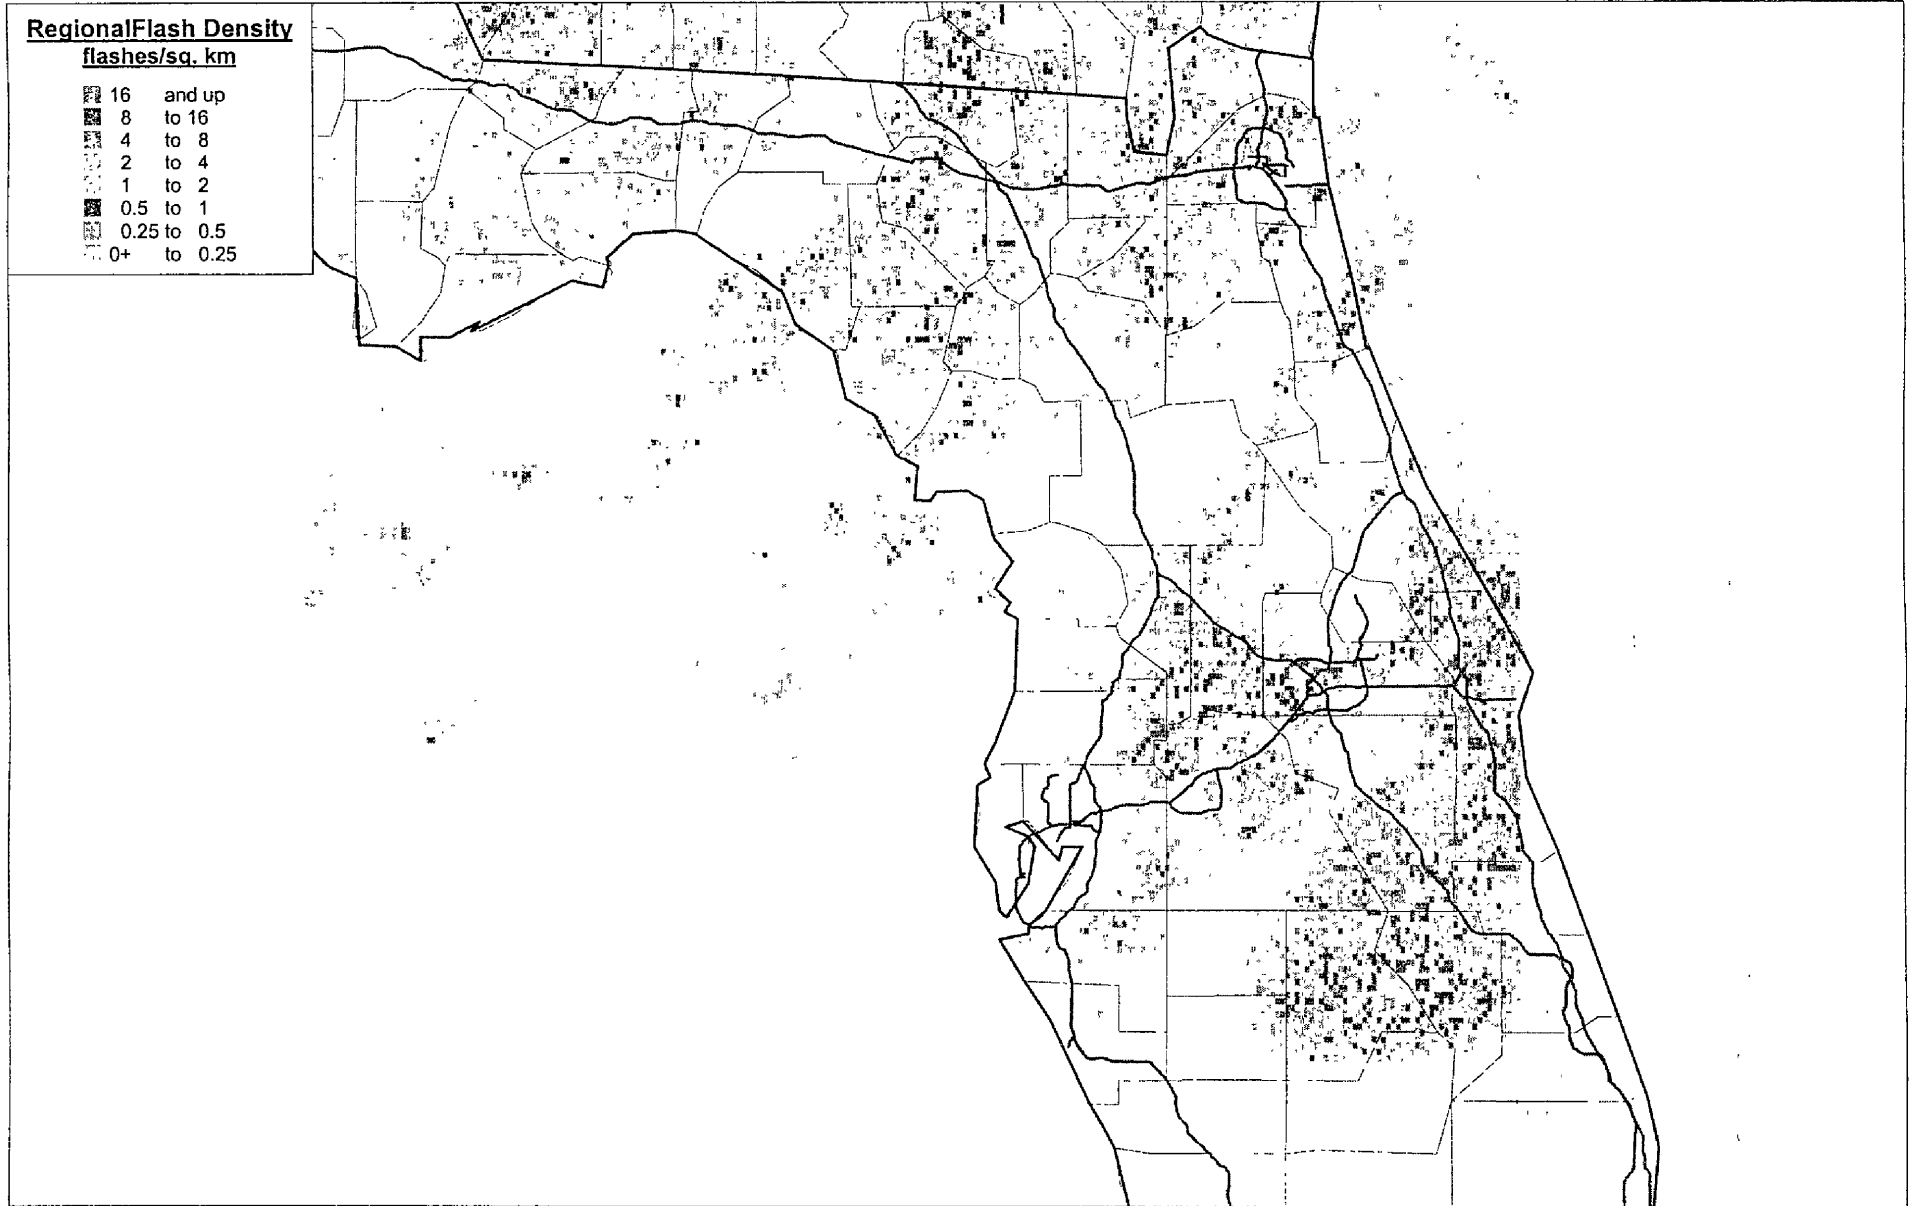 RegionalFlash Density
flashes/sq. km
16 and up
8 to 16
4 to 8
2 to 4
1 to 2
0.5 to 1
0.25 to 0.5
0+ to 0.25